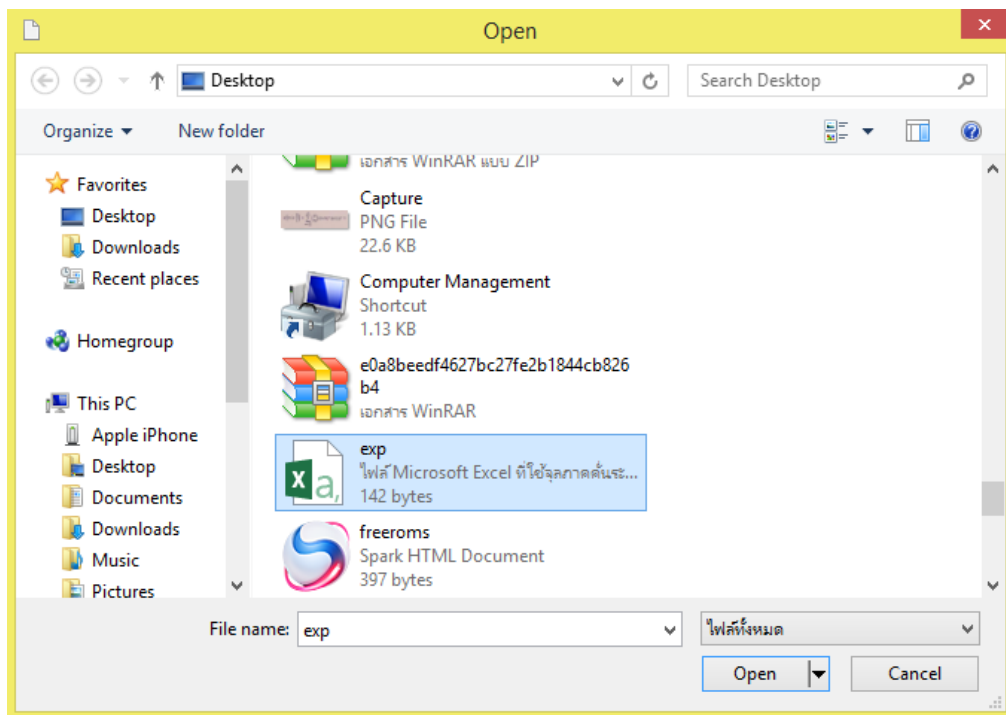 Open
Desktop
Search Desktop
Organize
New folder
Favorites
Desktop
Downloads
Recent places
Homegroup
This PC
Apple iPhone
Desktop
Documents
Downloads
Music
Pictures
เอกสาร WinRAR แบบ ZIP
Capture
PNG File
22.6 KB
Computer Management
Shortcut
1.13 KB
e0a8beedf4627bc27fe2b1844cb826
b4
เอกสาร WinRAR
exp
ไฟล์ Microsoft Excel ที่ใช้จุลภาคคั่นระ...
142 bytes
freeroms
Spark HTML Document
397 bytes
File name: exp
ไฟล์ทั้งหมด
Open
Cancel